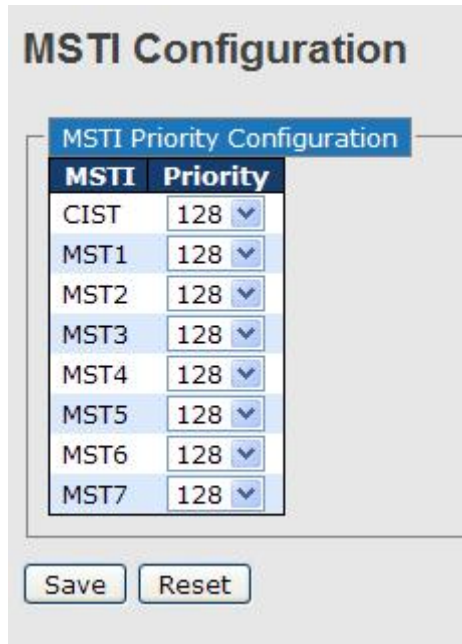 MSTI Configuration
MSTI Priority Configuration
MSTI Priority
CIST 128
MST1 128
MST2 128
MST3 128
MST4 128
MST5 128
MST6 128
MST7 128
Save Reset